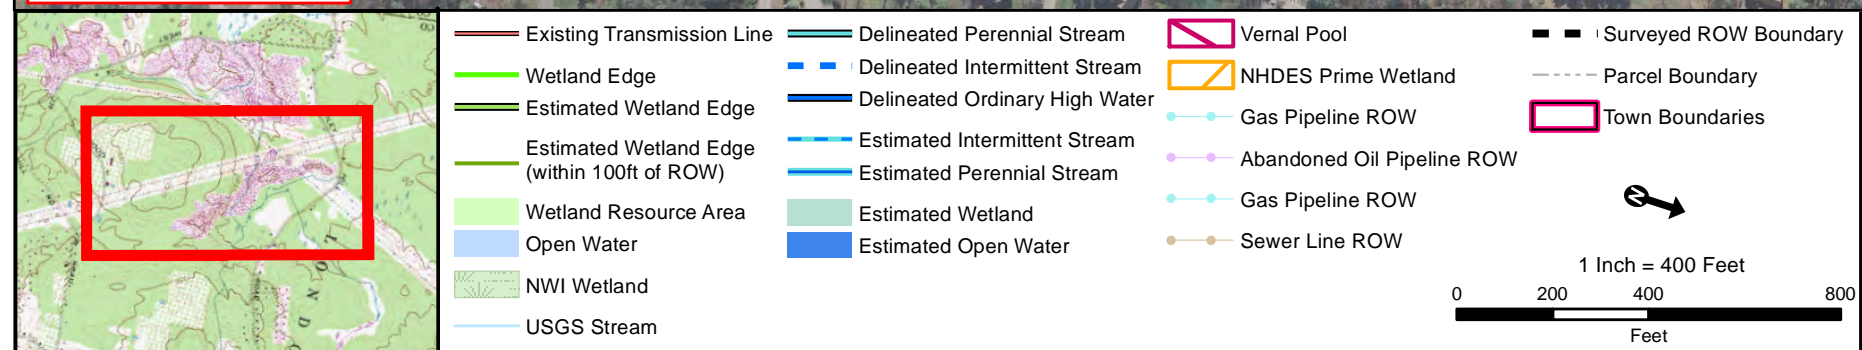 Existing Transmission Line
Wetland Edge
Estimated Wetland Edge
Estimated Wetland Edge
(within 100ft of ROW)
Wetland Resource Area
Open Water
NWI Wetland
USGS Stream
Delineated Perennial Stream
Delineated Intermittent Stream
Delineated Ordinary High Water
Estimated Intermittent Stream
Estimated Perennial Stream
Estimated Wetland
Estimated Open Water
Vernal Pool
NHDES Prime Wetland
Gas Pipeline ROW
Abandoned Oil Pipeline ROW
Gas Pipeline ROW
Sewer Line ROW
Surveyed ROW Boundary
Parcel Boundary
Town Boundaries
N
1 Inch = 400 Feet
0 200 400 800
Feet